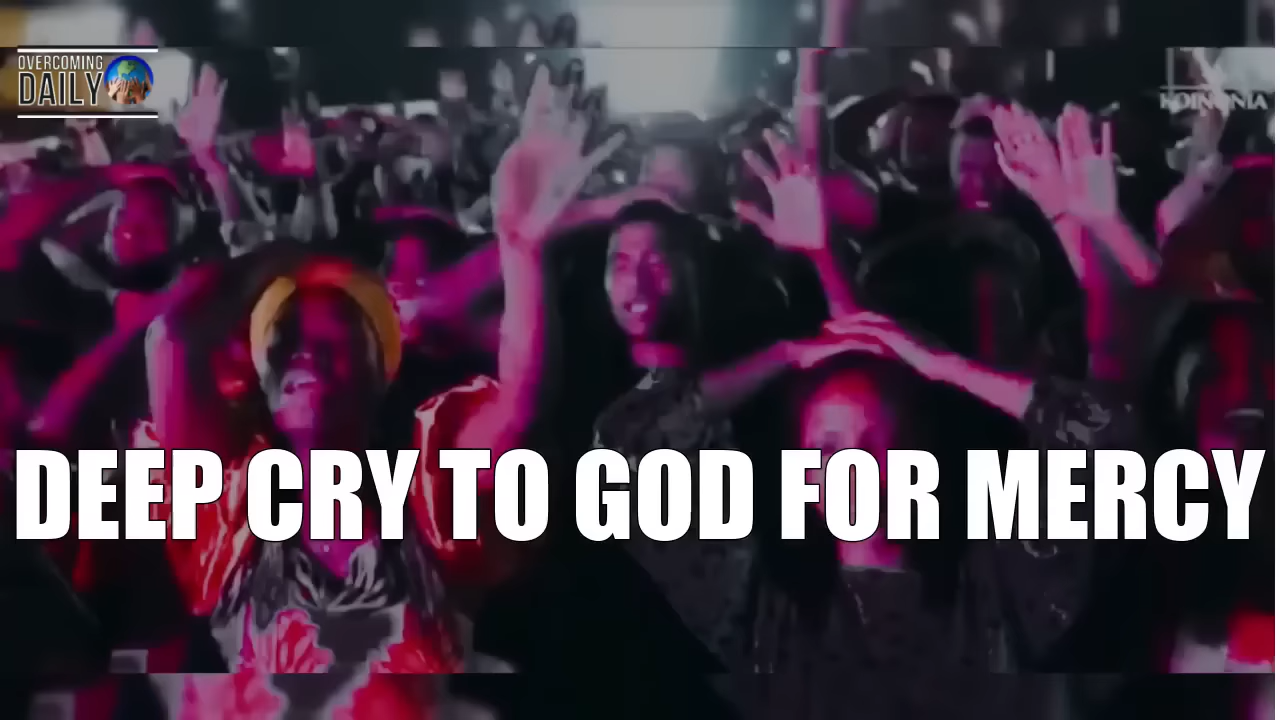 OVERCOMING
DAILY
KOINONIA
DEEP CRY TO GOD FOR MERCY